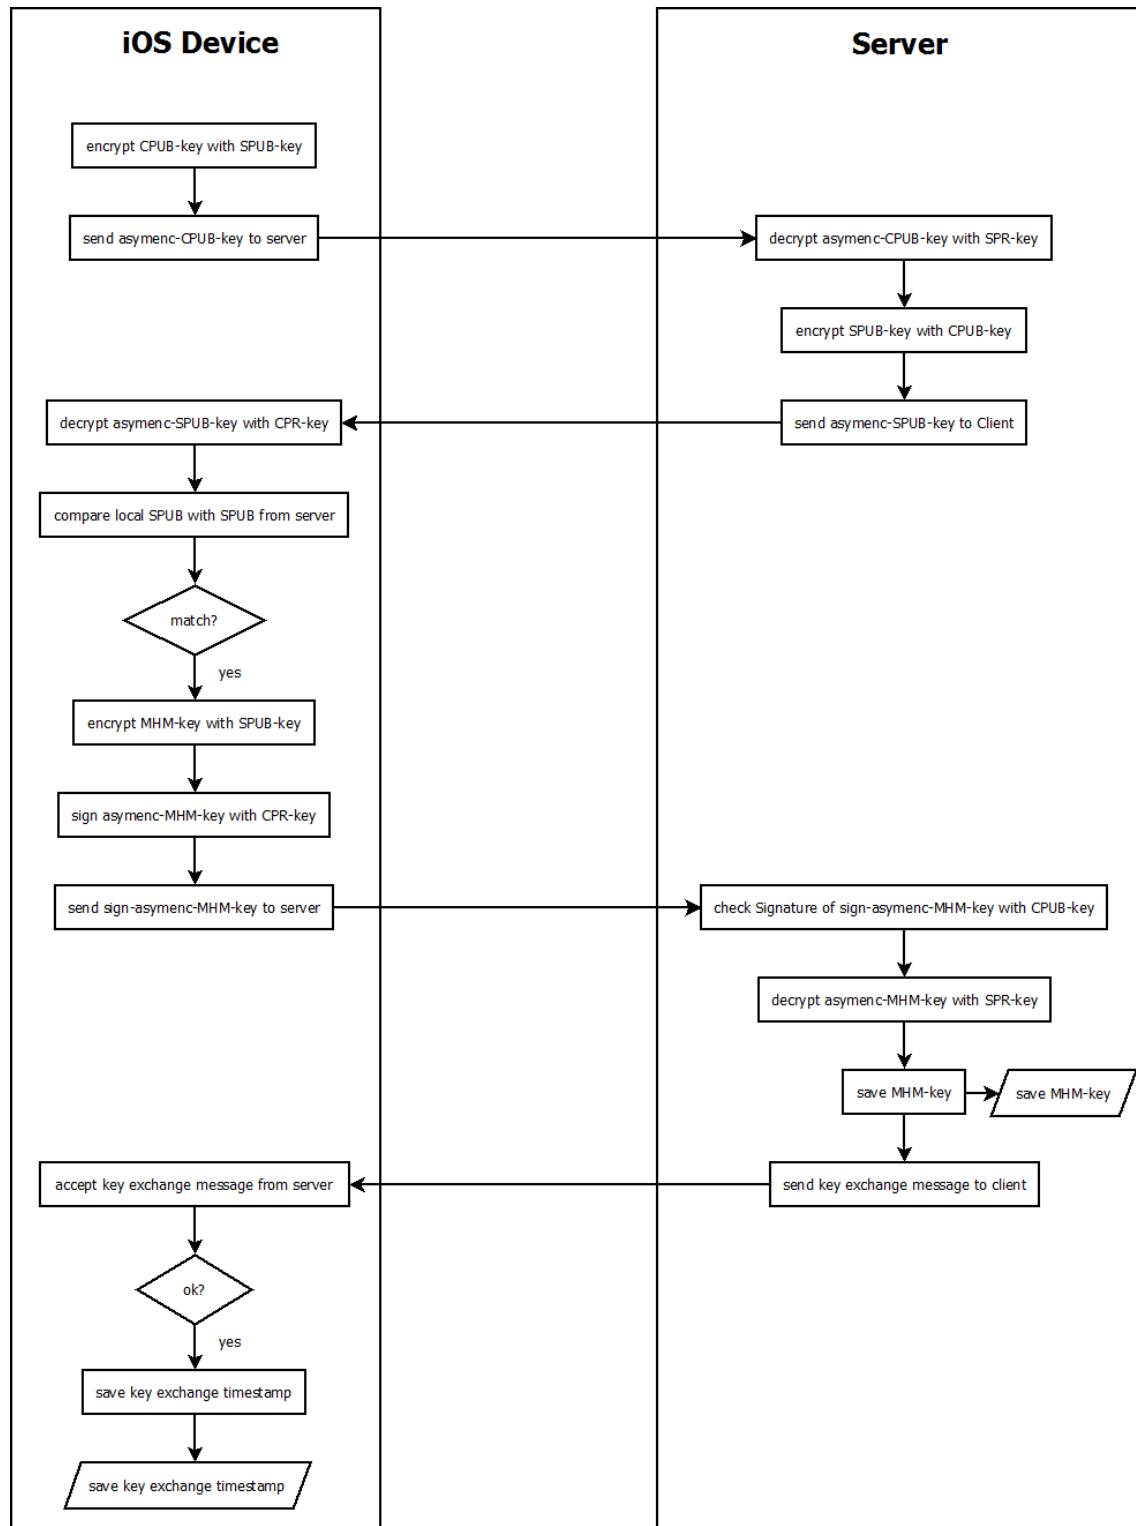 iOS Device
Server
encrypt CPUB-key with SPUB-key
send asymenc-CPUB-key to server
decrypt asymenc-CPUB-key with SPR-key
encrypt SPUB-key with CPUB-key
decrypt asymenc-SPUB-key with CPR-key
send asymenc-SPUB-key to Client
compare local SPUB with SPUB from server
match?
yes
encrypt MHM-key with SPUB-key
sign asymenc-MHM-key with CPR-key
send sign-asymenc-MHM-key to server
check Signature of sign-asymenc-MHM-key with CPUB-key
decrypt asymenc-MHM-key with SPR-key
save MHM-key
save MHM-key
accept key exchange message from server
send key exchange message to client
ok?
yes
save key exchange timestamp
save key exchange timestamp